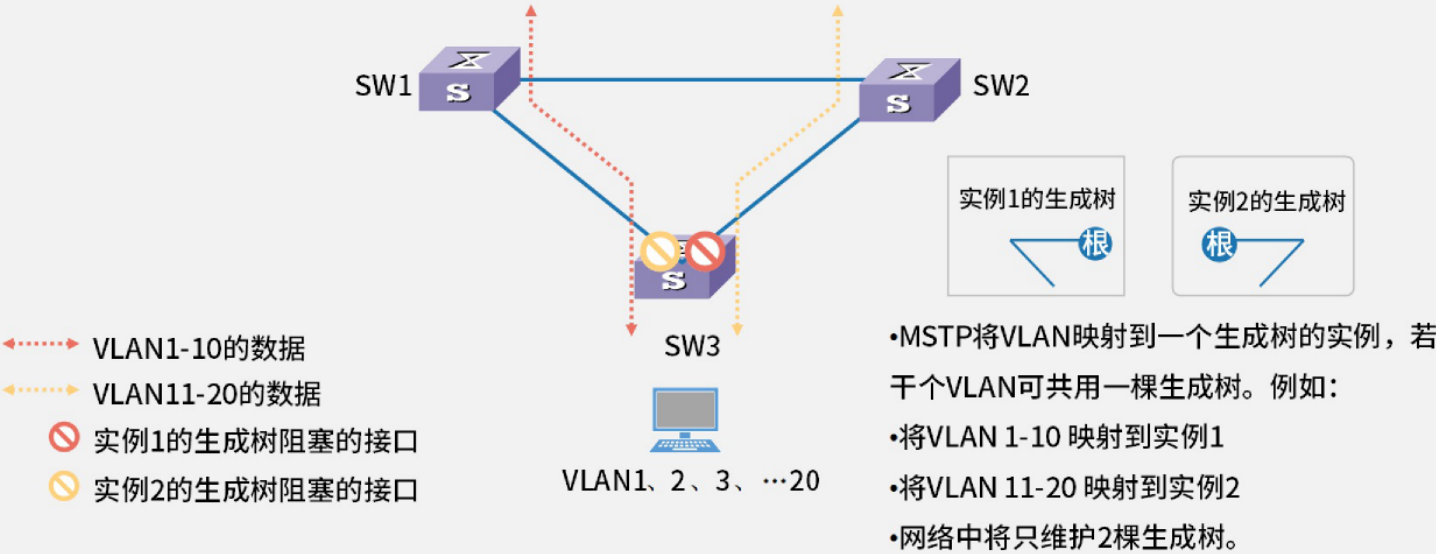 SW1
SW2
S
S
实例1的生成树
实例2的生成树
根
根
S
SW3
VLAN1-10的数据
VLAN11-20的数据
实例1的生成树阻塞的接口
实例2的生成树阻塞的接口
VLAN1、2、3、…20
•MSTP将VLAN映射到一个生成树的实例，若
干个VLAN可共用一棵生成树。例如：
•将VLAN 1-10 映射到实例1
•将VLAN 11-20 映射到实例2
•网络中将只维护2棵生成树。